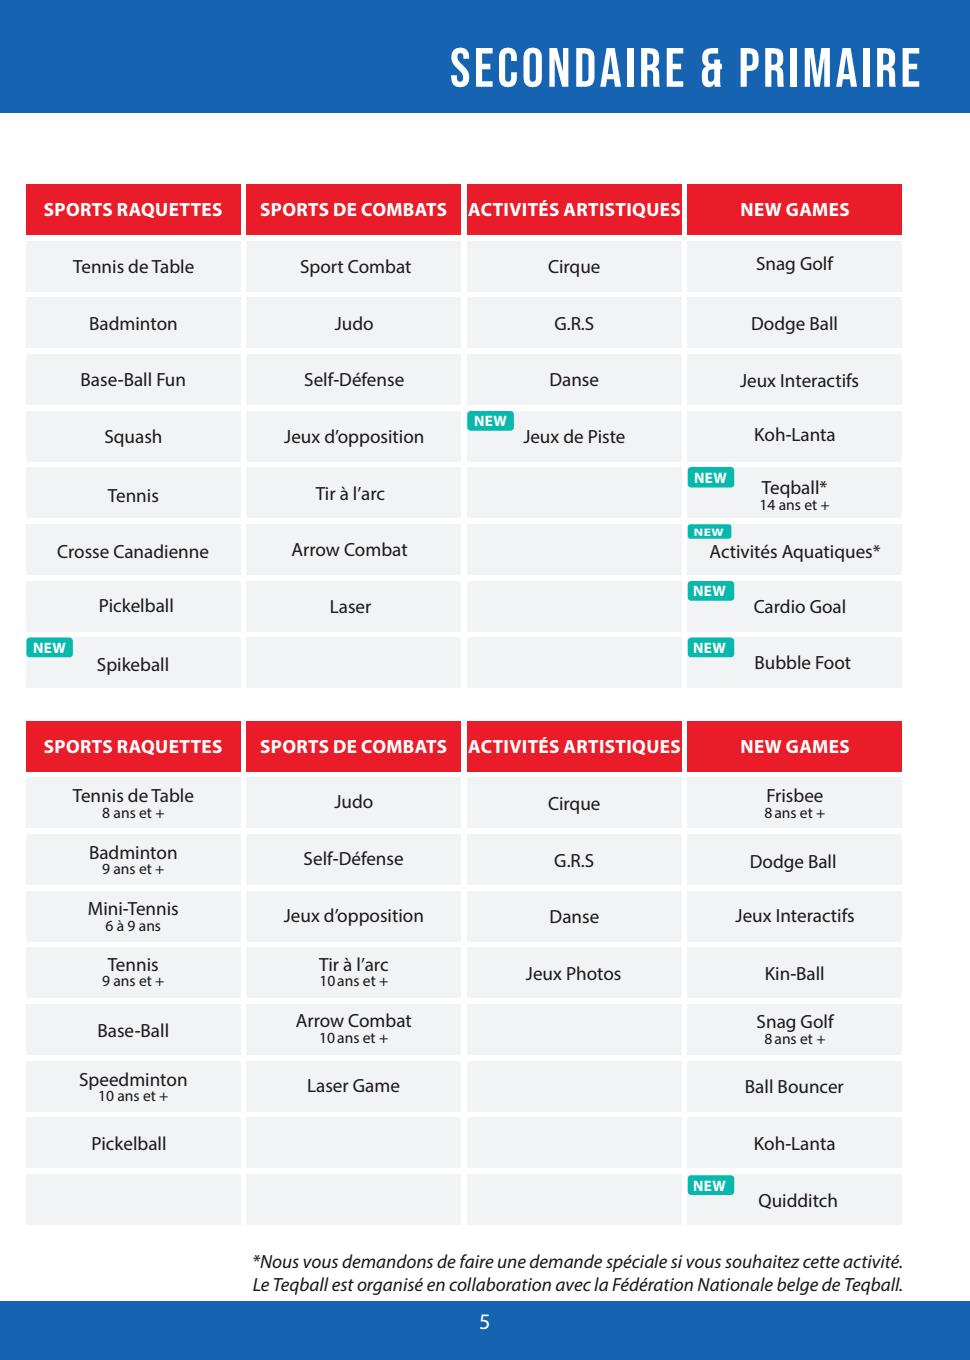 SECONDAIRE & PRIMAIRE
SPORTS RAQUETTES SPORTS DE COMBATS ACTIVITÉS ARTISTIQUES NEW GAMES
Tennis de Table Sport Combat Cirque Snag Golf
Badminton Judo G.R.S Dodge Ball
Base-Ball Fun Self-Défense Danse Jeux Interactifs
NEW
Squash Jeux d’opposition Jeux de Piste Koh-Lanta
NEW
Tennis Tir à l’arc Teqball*
14 ans et +
NEW
Crosse Canadienne Arrow Combat Activités Aquatiques*
NEW
Pickelball Laser Cardio Goal
NEW NEW
Spikeball Bubble Foot
SPORTS RAQUETTES SPORTS DE COMBATS ACTIVITÉS ARTISTIQUES NEW GAMES
Tennis de Table Judo Cirque Frisbee
8 ans et + 8 ans et +
Badminton Self-Défense G.R.S Dodge Ball
9 ans et +
Mini-Tennis Jeux d’opposition Danse Jeux Interactifs
6 à 9 ans
Tennis Tir à l’arc Jeux Photos Kin-Ball
9 ans et + 10 ans et +
Base-Ball Arrow Combat Snag Golf
10 ans et + 8 ans et +
Speedminton Laser Game Ball Bouncer
10 ans et +
Pickelball Koh-Lanta
NEW
Quidditch
*Nous vous demandons de faire une demande spéciale si vous souhaitez cette activité.
Le Teqball est organisé en collaboration avec la Fédération Nationale belge de Teqball.
5